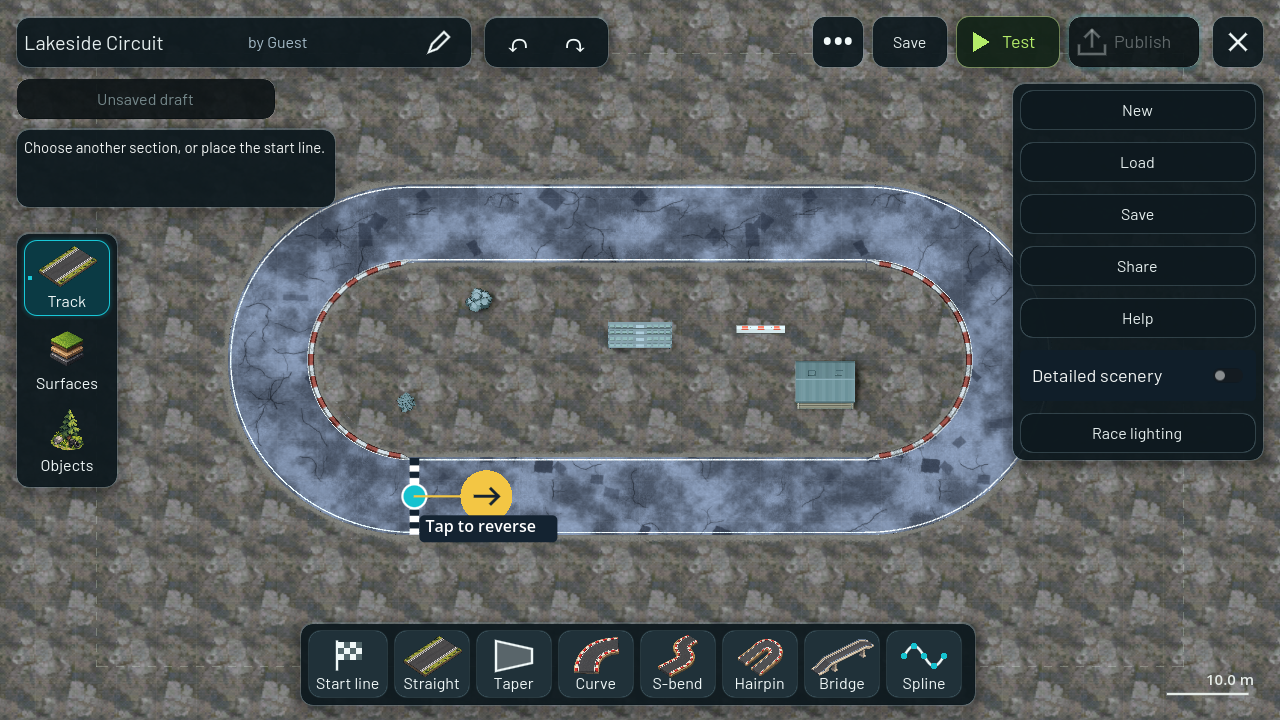 Lakeside Circuit
by Guest
Save
Test
Publish
Unsaved draft
Choose another section, or place the start line.
New
Load
Save
Share
Help
Detailed scenery
Race lighting
Track
Surfaces
Objects
Tap to reverse
Start line
Straight
Taper
Curve
S-bend
Hairpin
Bridge
Spline
10.0 m